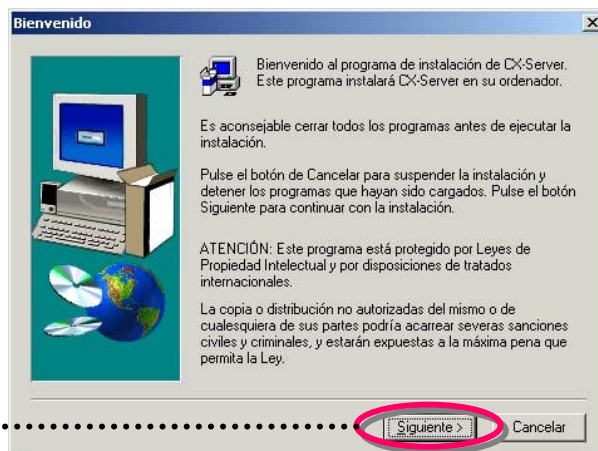 Bienvenido
Bienvenido al programa de instalación de CX-Server.
Este programa instalará CX-Server en su ordenador.
Es aconsejable cerrar todos los programas antes de ejecutar la
instalación.
Pulse el botón de Cancelar para suspender la instalación y
detener los programas que hayan sido cargados. Pulse el botón
Siguiente para continuar con la instalación.
ATENCIÓN: Este programa está protegido por Leyes de
Propiedad Intelectual y por disposiciones de tratados
internacionales.
La copia o distribución no autorizadas del mismo o de
cualesquiera de sus partes podría acarrear severas sanciones
civiles y criminales, y estarán expuestas a la máxima pena que
permita la Ley.
Siguiente > Cancelar